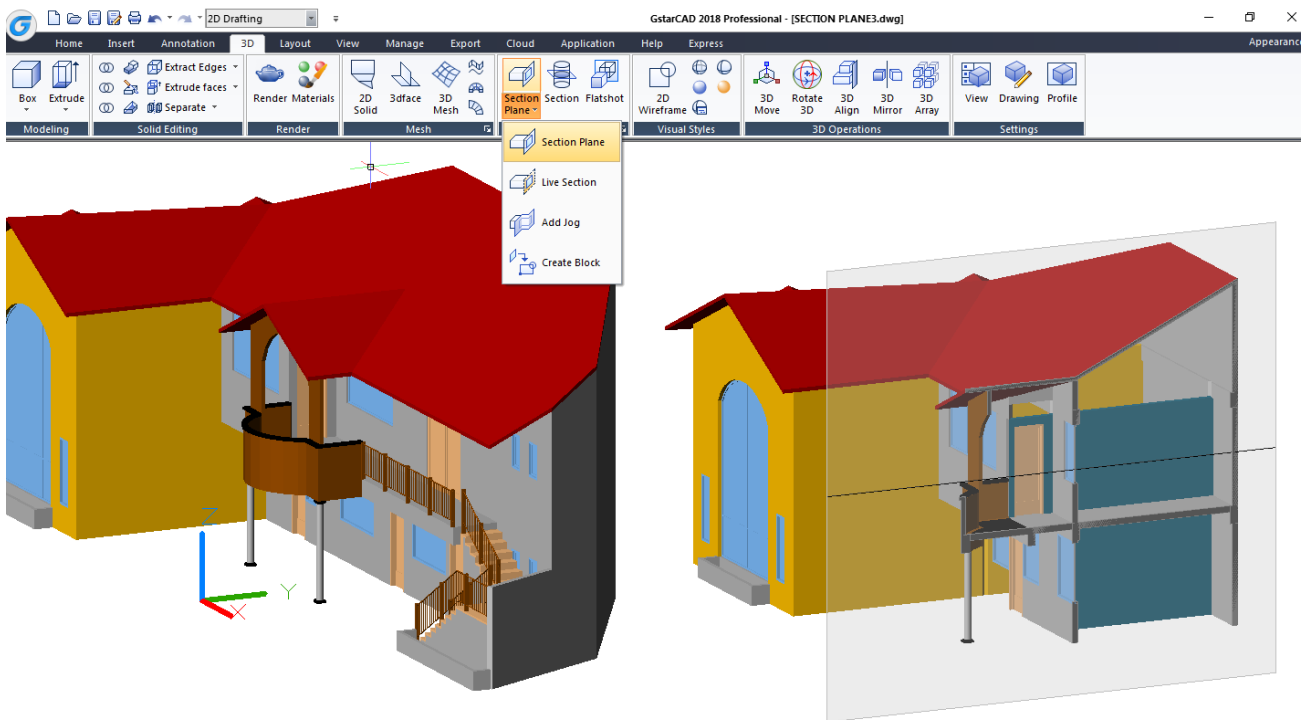 2D Drafting
GstarCAD 2018 Professional - [SECTION PLANE3.dwg]
Home Insert Annotation 3D Layout View Manage Export Cloud Application Help Express Appearance
Box Extrude
Modeling
Extract Edges
Extrude faces
Separate
Solid Editing
Render Materials
Render
2D Solid 3dface 3D Mesh
Mesh
Section Plane Section Flatshot
2D Wireframe
Visual Styles
3D Move Rotate 3D 3D Align 3D Mirror 3D Array
3D Operations
View Drawing Profile
Settings
Section Plane
Live Section
Add Jog
Create Block
Z
Y
X